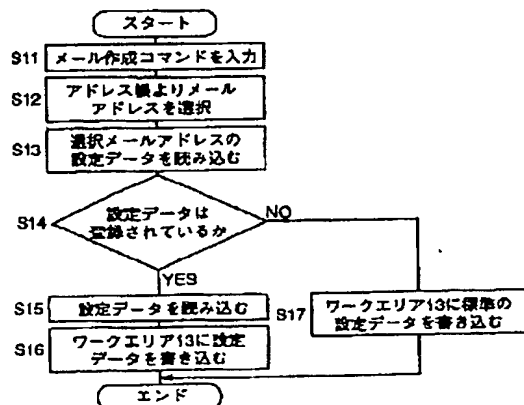 スタート
S11 メール作成コマンドを入力
S12 アドレス帳よりメール
アドレスを選択
S13 選択メールアドレスの
設定データを読み込む
S14 設定データは
登録されているか
NO
YES
S15 設定データを読み込む
S17 ワークエリア13に標準の
設定データを書き込む
S16 ワークエリア13に設定
データを書き込む
エンド